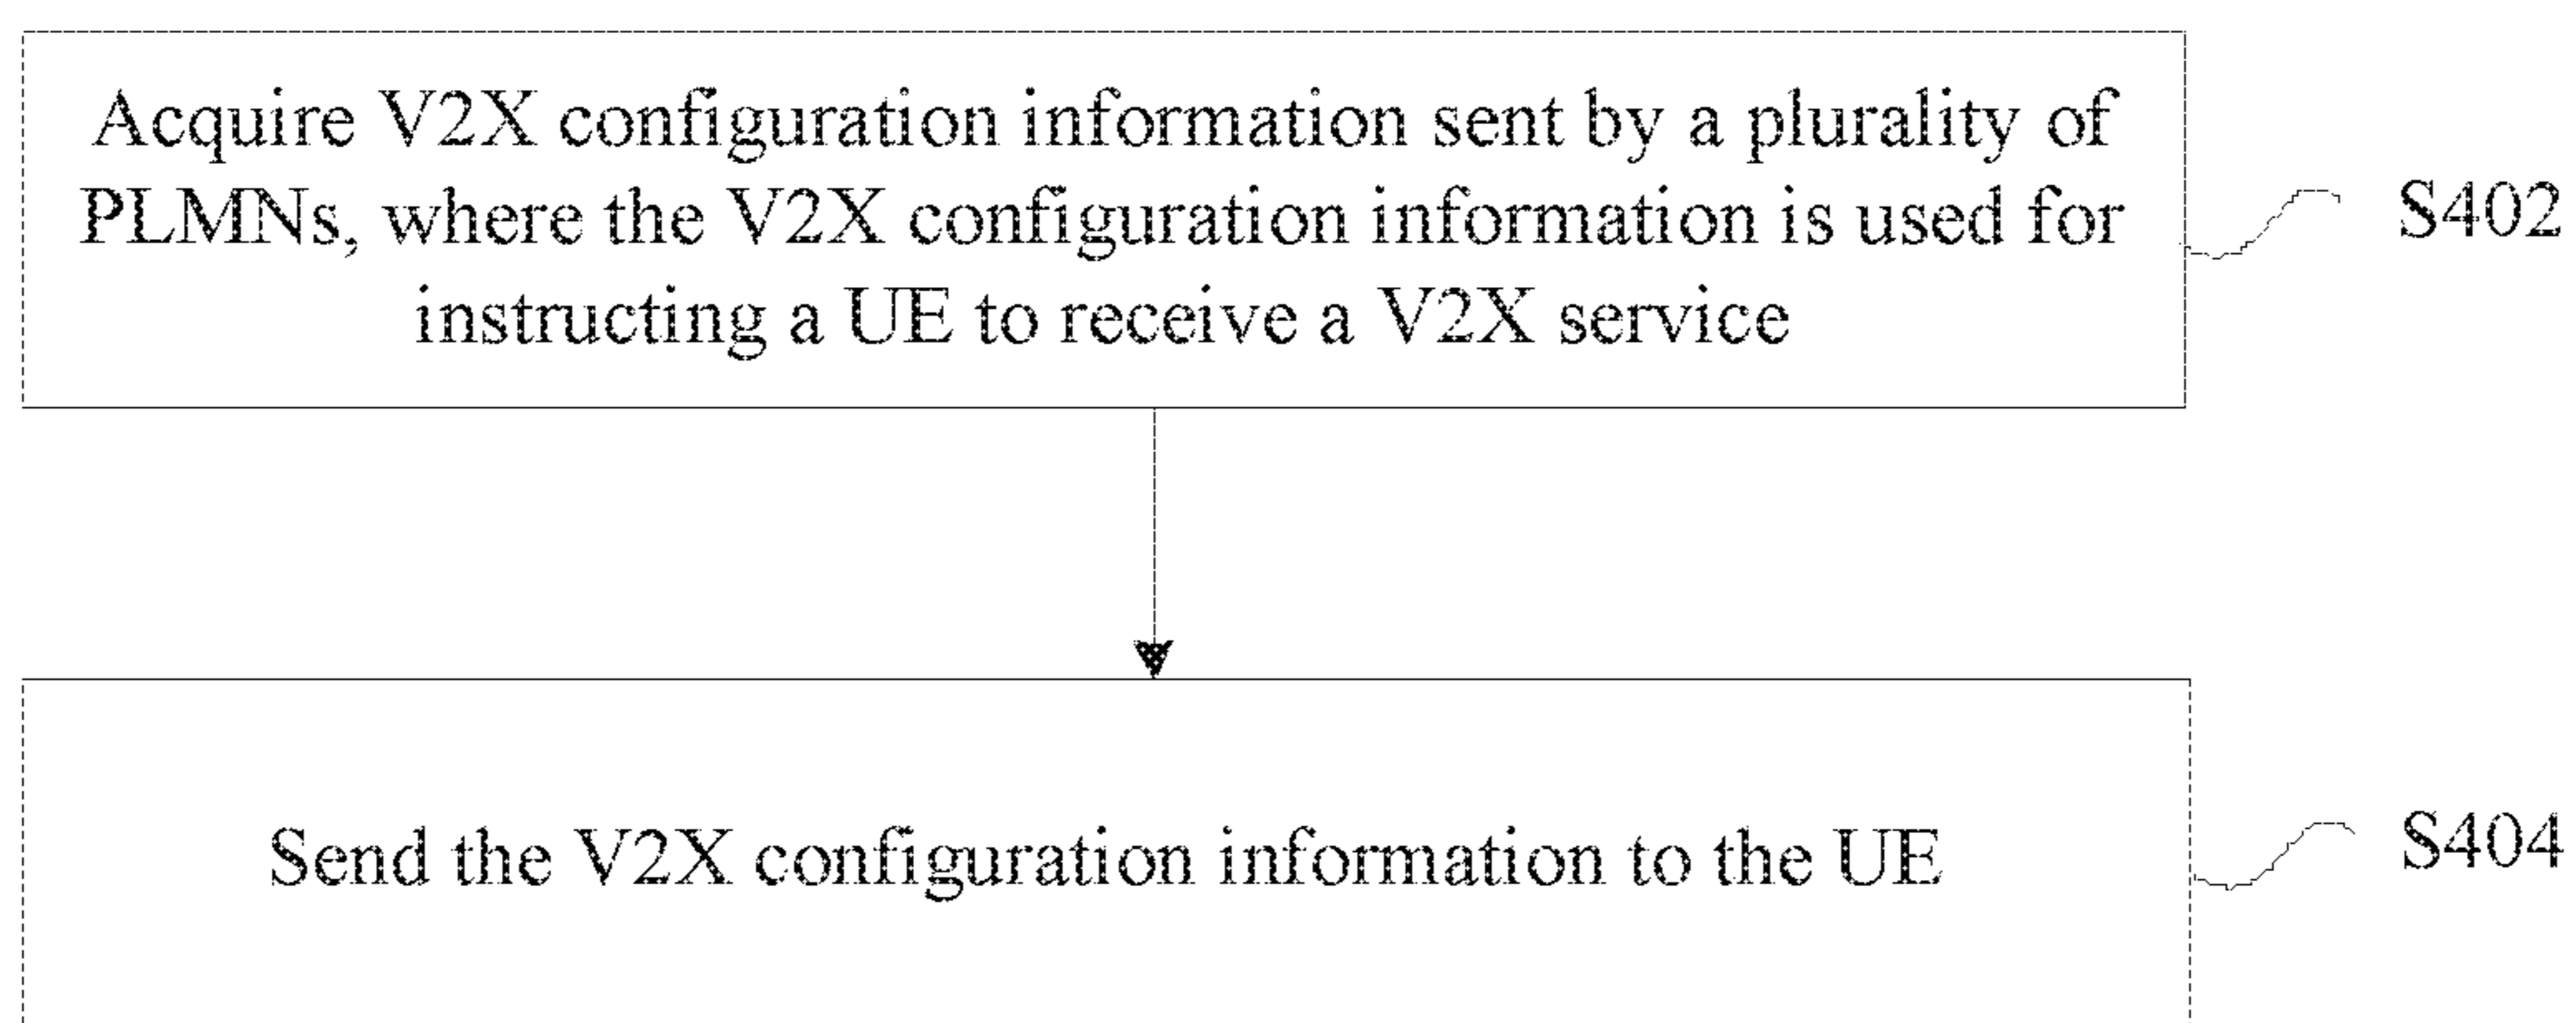 Acquire V2X configuration information sent by a plurality of
PLMNs, where the V2X configuration information is used for
instructing a UE to receive a V2X service
S402
Send the V2X configuration information to the UE
S404